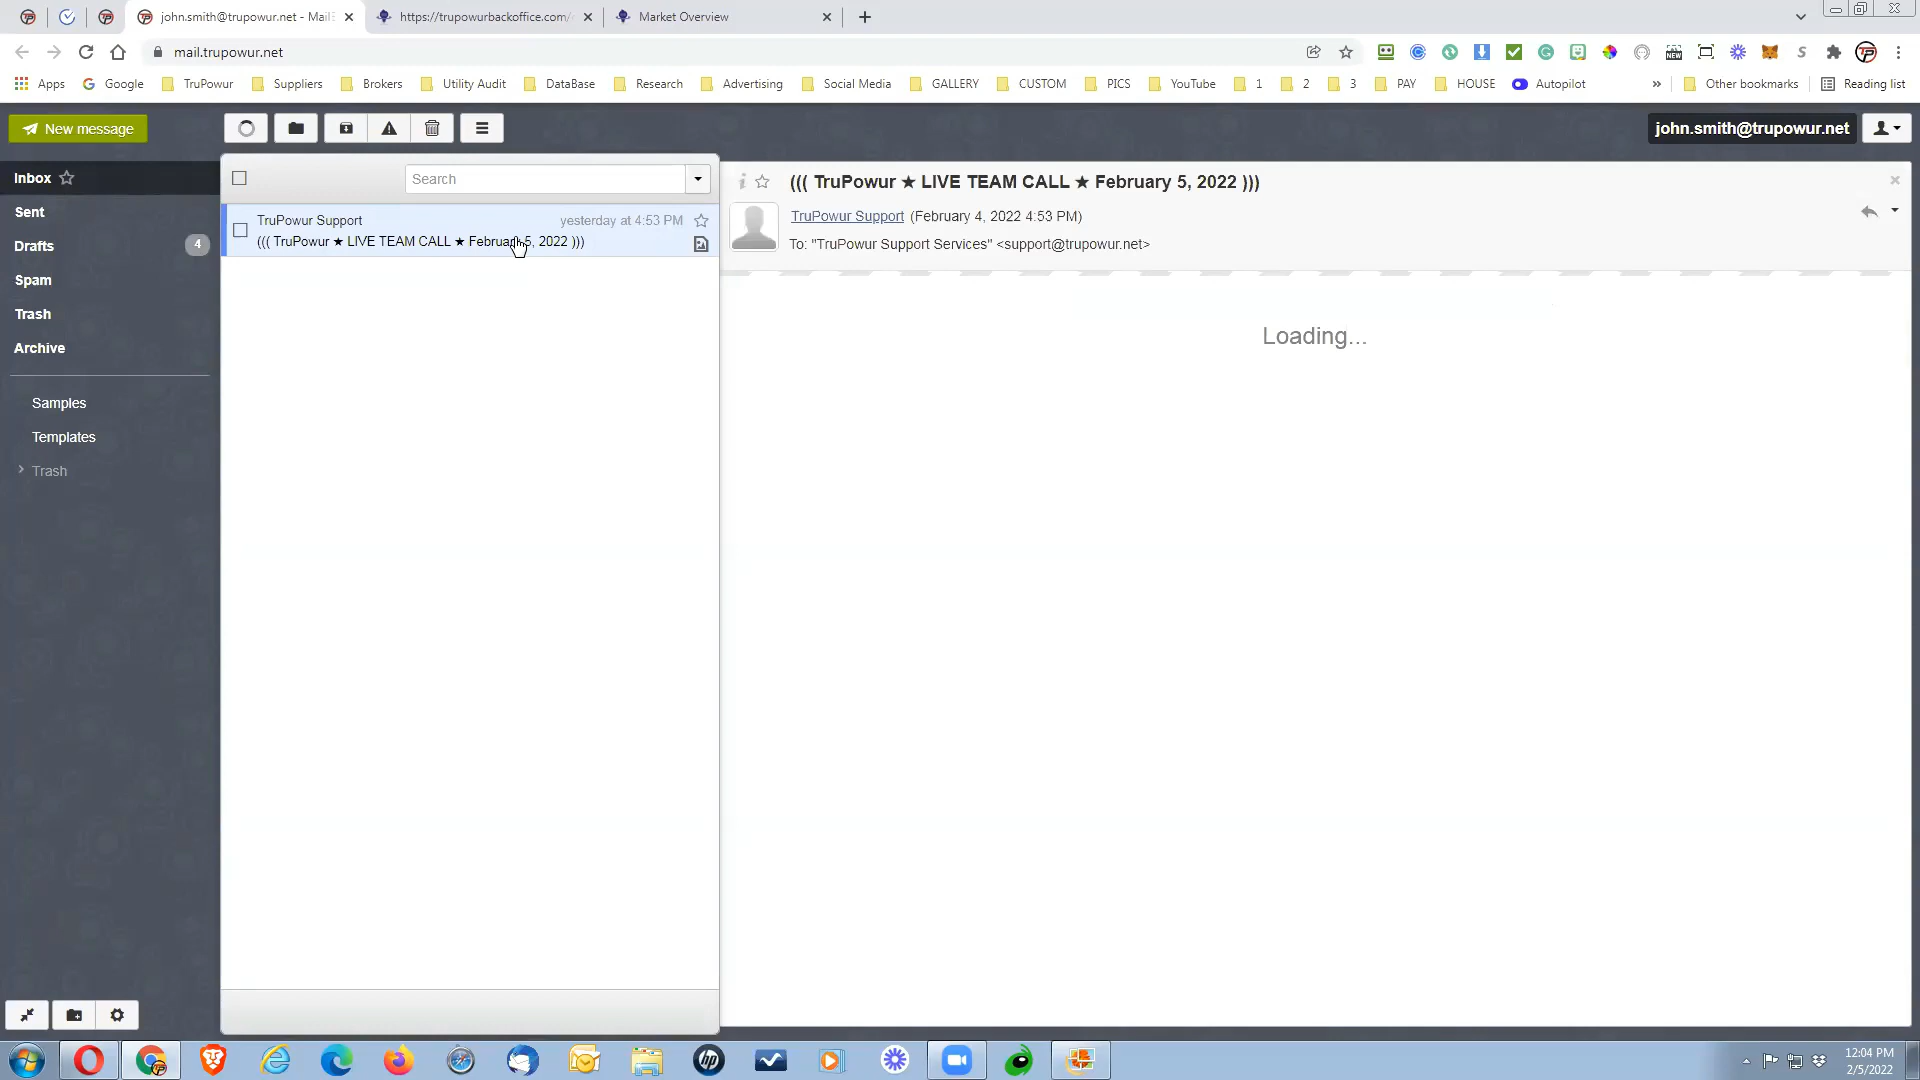 john.smith@trupowur.net - Mail
https://trupowurbackoffice.com/
Market Overview
mail.trupowur.net
Apps
Google
TruPowur
Suppliers
Brokers
Utility Audit
DataBase
Research
Advertising
Social Media
GALLERY
CUSTOM
PICS
YouTube
1
2
3
PAY
HOUSE
Autopilot
Other bookmarks
Reading list
New message
john.smith@trupowur.net
Inbox
Sent
Drafts
4
Spam
Trash
Archive
Samples
Templates
Trash
Search
TruPowur Support
yesterday at 4:53 PM
((( TruPowur ★ LIVE TEAM CALL ★ February 5, 2022 )))
((( TruPowur ★ LIVE TEAM CALL ★ February 5, 2022 )))
TruPowur Support (February 4, 2022 4:53 PM)
To: "TruPowur Support Services" <support@trupowur.net>
Loading...
12:04 PM
2/5/2022